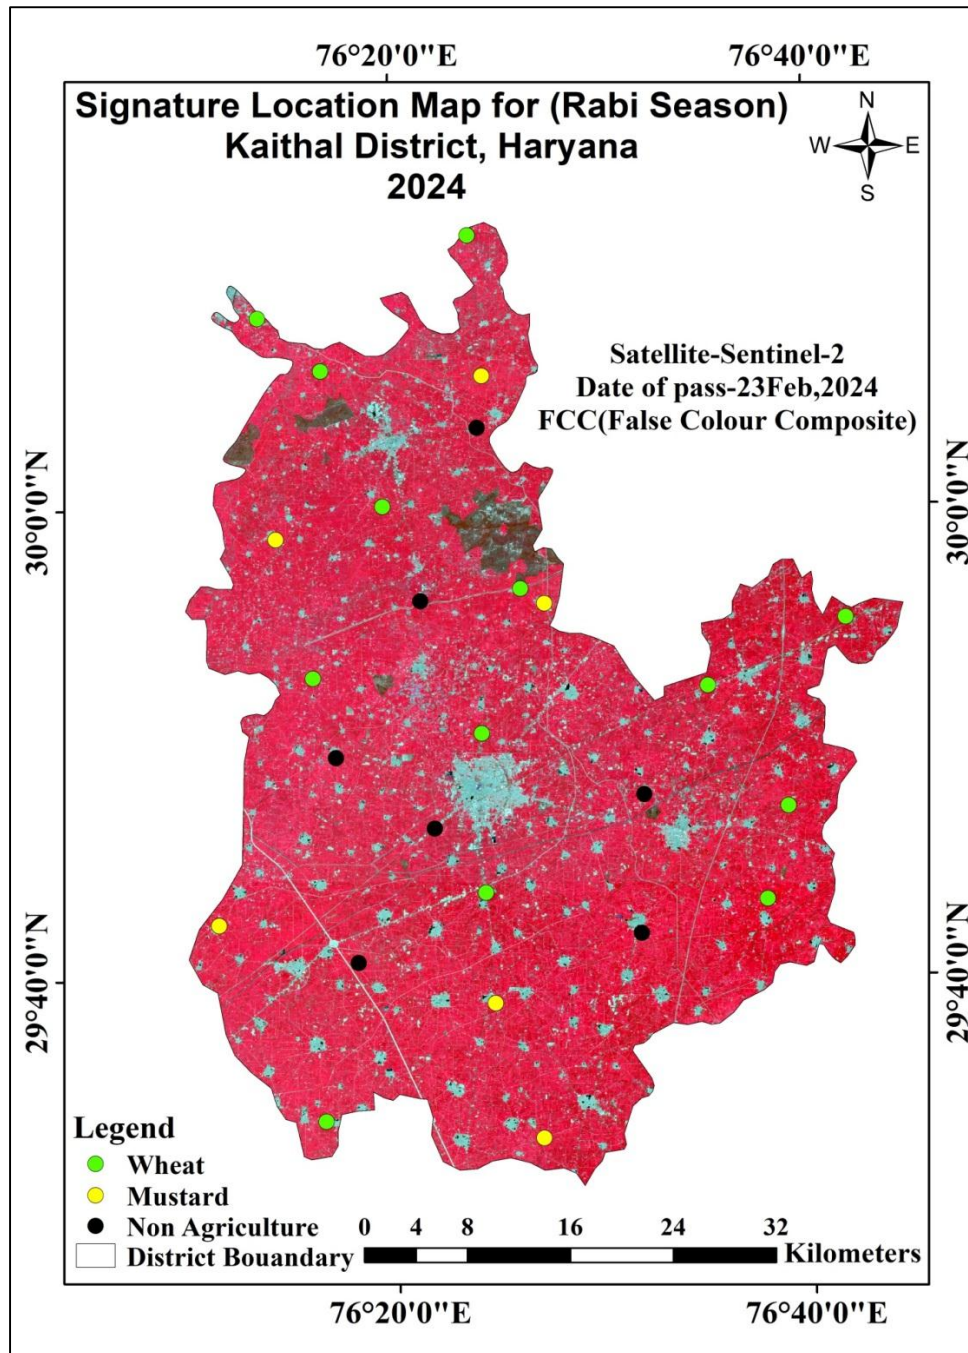 76°20'0"E
76°40'0"E
Signature Location Map for (Rabi Season)
Kaithal District, Haryana
2024
N
W
E
S
Satellite-Sentinel-2
Date of pass-23Feb,2024
FCC(False Colour Composite)
30°0'0"N
30°0'0"N
29°40'0"N
29°40'0"N
Legend
Wheat
Mustard
Non Agriculture
District Bouandary
0 4 8 16 24 32
Kilometers
76°20'0"E
76°40'0"E